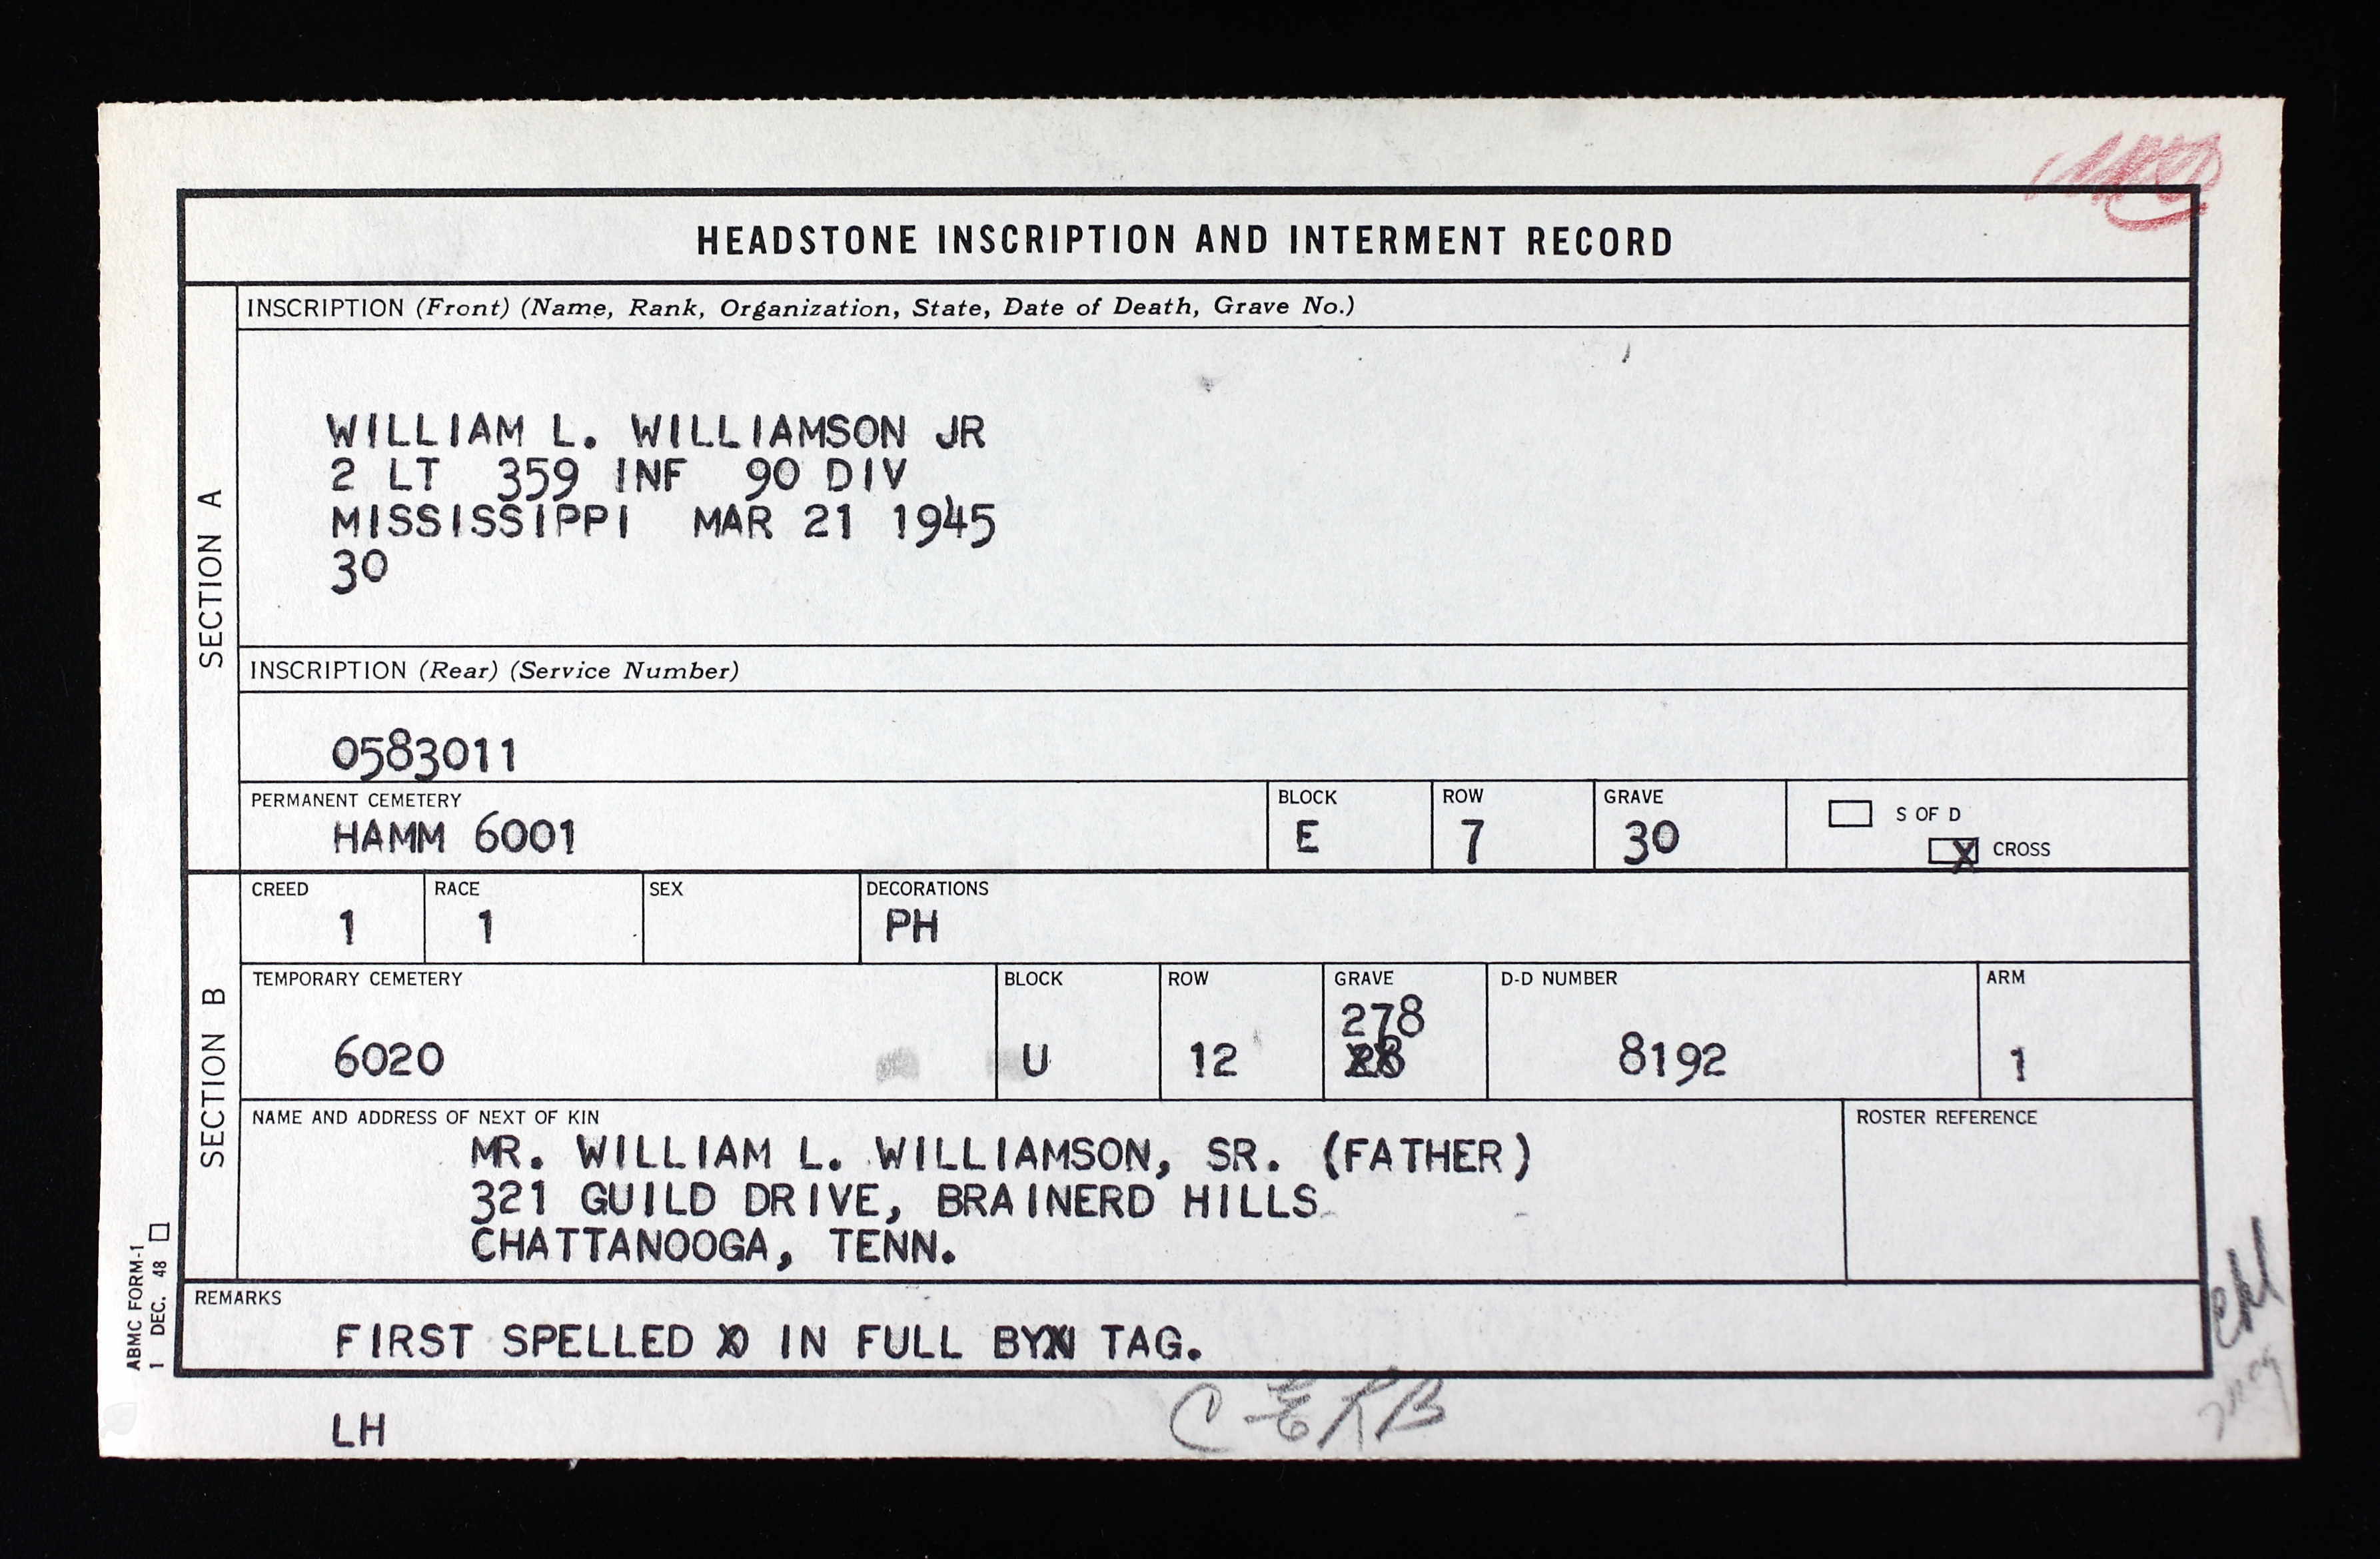 HEADSTONE INSCRIPTION AND INTERMENT RECORD
SECTION A
INSCRIPTION (Front) (Name, Rank, Organization, State, Date of Death, Grave No.)
WILLIAM L. WILLIAMSON JR
2 LT 359 INF 90 DIV
MISSISSIPPI MAR 21 1945
30
INSCRIPTION (Rear) (Service Number)
0583011
PERMANENT CEMETERY
HAMM 6001
BLOCK
E
ROW
7
GRAVE
30
S OF D
X CROSS
SECTION B
CREED
1
RACE
1
SEX
DECORATIONS
PH
TEMPORARY CEMETERY
6020
BLOCK
U
ROW
12
GRAVE
278
D-D NUMBER
8192
ARM
1
NAME AND ADDRESS OF NEXT OF KIN
MR. WILLIAM L. WILLIAMSON, SR. (FATHER)
321 GUILD DRIVE, BRAINERD HILLS
CHATTANOOGA, TENN.
ROSTER REFERENCE
REMARKS
FIRST SPELLED IN FULL BY TAG.
ABMC FORM-1
1 DEC. 48
LH